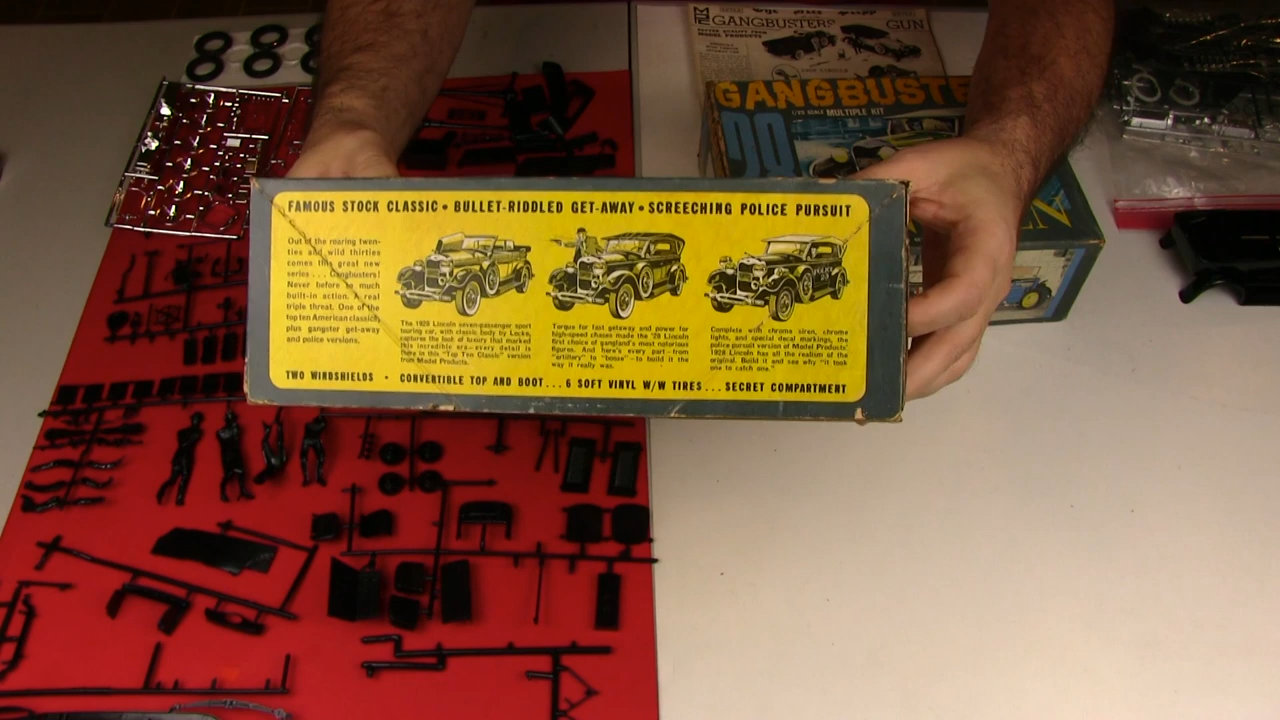 GANGBUSTERS
GUN
MODEL PRODUCTS
GANGBUSTE
1/25 SCALE MULTIPLE KIT
FAMOUS STOCK CLASSIC • BULLET-RIDDLED GET-AWAY • SCREECHING POLICE PURSUIT
Out of the roaring twen-
ties and wild thirties
comes this great new
series . . . Gangbusters!
Never before so much
built-in action. A real
triple threat. One of the
top ten American classics,
plus gangster get-away
and police versions.
The 1928 Lincoln seven-passenger sport
touring car, with classic body by Locke,
captures the look of luxury that marked
this incredible era—every detail is
there in this "Top Ten Classic" version
from Model Products.
Torque for fast getaway and power for
high-speed chases made the '28 Lincoln
first choice of gangland's most notorious
figures. And here's every part—from
"artillery" to "booze"—to build it the
way it really was.
POLICE
Complete with chrome siren, chrome
lights, and special decal markings, the
police pursuit version of Model Products'
1928 Lincoln has all the realism of the
original. Build it and see why "it took
one to catch one."
TWO WINDSHIELDS • CONVERTIBLE TOP AND BOOT . . . 6 SOFT VINYL W/W TIRES . . . SECRET COMPARTMENT